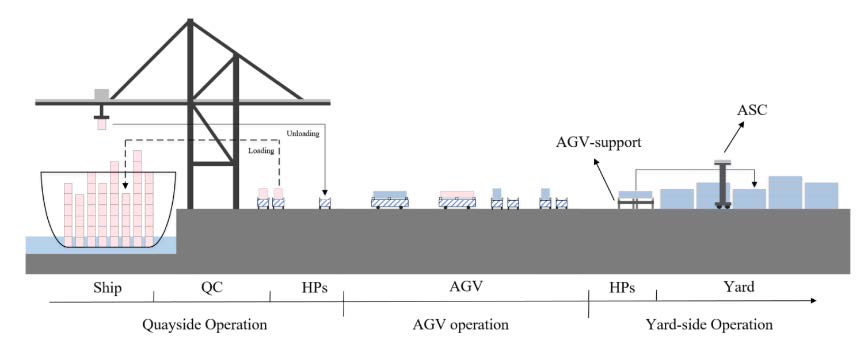 ASC
Unloading
AGV-support
Loading
Ship QC HPs AGV HPs Yard
Quayside Operation AGV operation Yard-side Operation